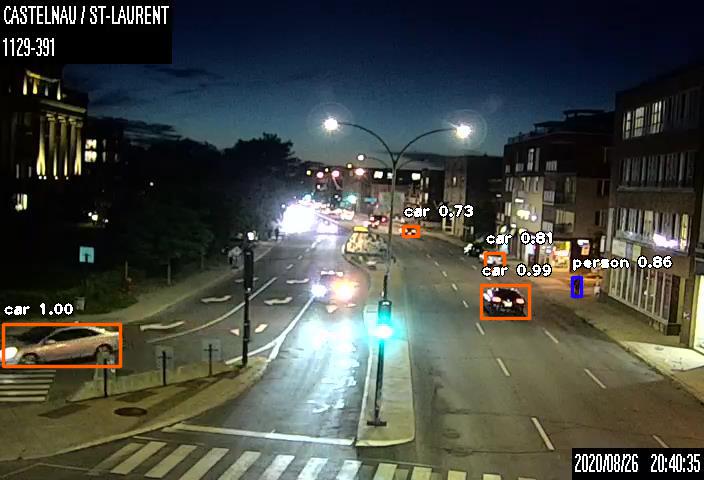 CASTELNAU / ST-LAURENT
1129-391
car 0.73
car 0.81
car 0.99
person 0.86
car 1.00
2020/08/26 20:40:35